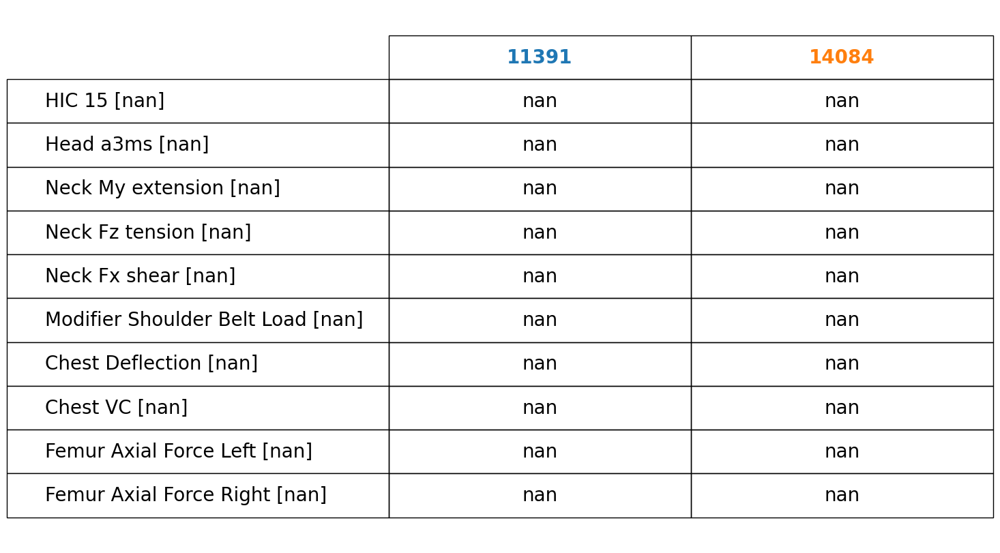 11391 14084
HIC 15 [nan] nan nan
Head a3ms [nan] nan nan
Neck My extension [nan] nan nan
Neck Fz tension [nan] nan nan
Neck Fx shear [nan] nan nan
Modifier Shoulder Belt Load [nan] nan nan
Chest Deflection [nan] nan nan
Chest VC [nan] nan nan
Femur Axial Force Left [nan] nan nan
Femur Axial Force Right [nan] nan nan